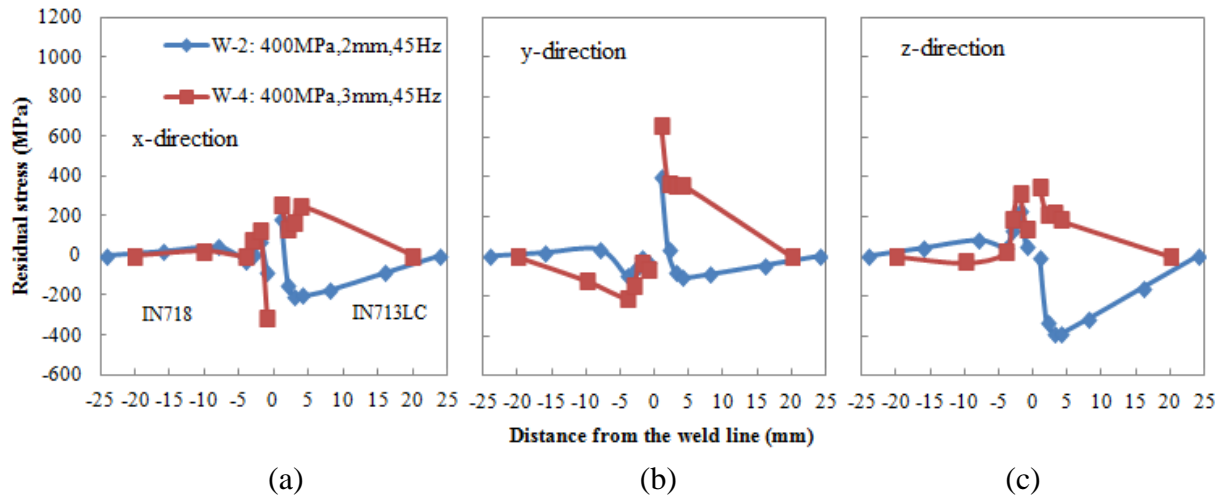 1200
1000
800
600
400
200
0
-200
-400
-600
Residual stress (MPa)
W-2: 400MPa,2mm,45Hz
W-4: 400MPa,3mm,45Hz
x-direction
IN718
IN713LC
-25 -20 -15 -10 -5 0 5 10 15 20 25
y-direction
-25 -20 -15 -10 -5 0 5 10 15 20 25
z-direction
-25 -20 -15 -10 -5 0 5 10 15 20 25
Distance from the weld line (mm)
(a) (b) (c)